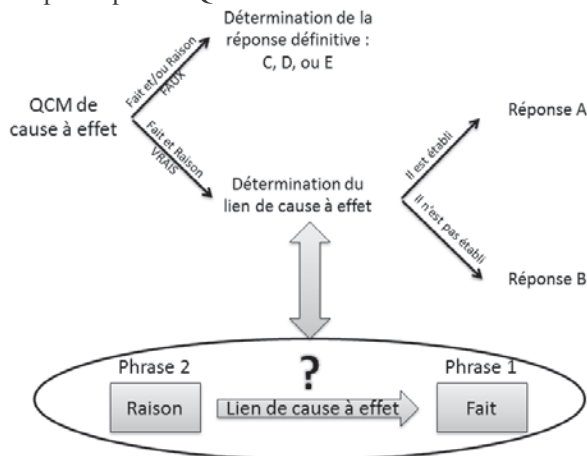 Détermination de la
réponse définitive :
C, D, ou E
Fait et/ou Raison
FAUX
QCM de
cause à effet
Fait et Raison
VRAIS
Détermination du
lien de cause à effet
Il est établi
Réponse A
Il n'est pas établi
Réponse B
Phrase 2
?
Phrase 1
Raison
Lien de cause à effet
Fait